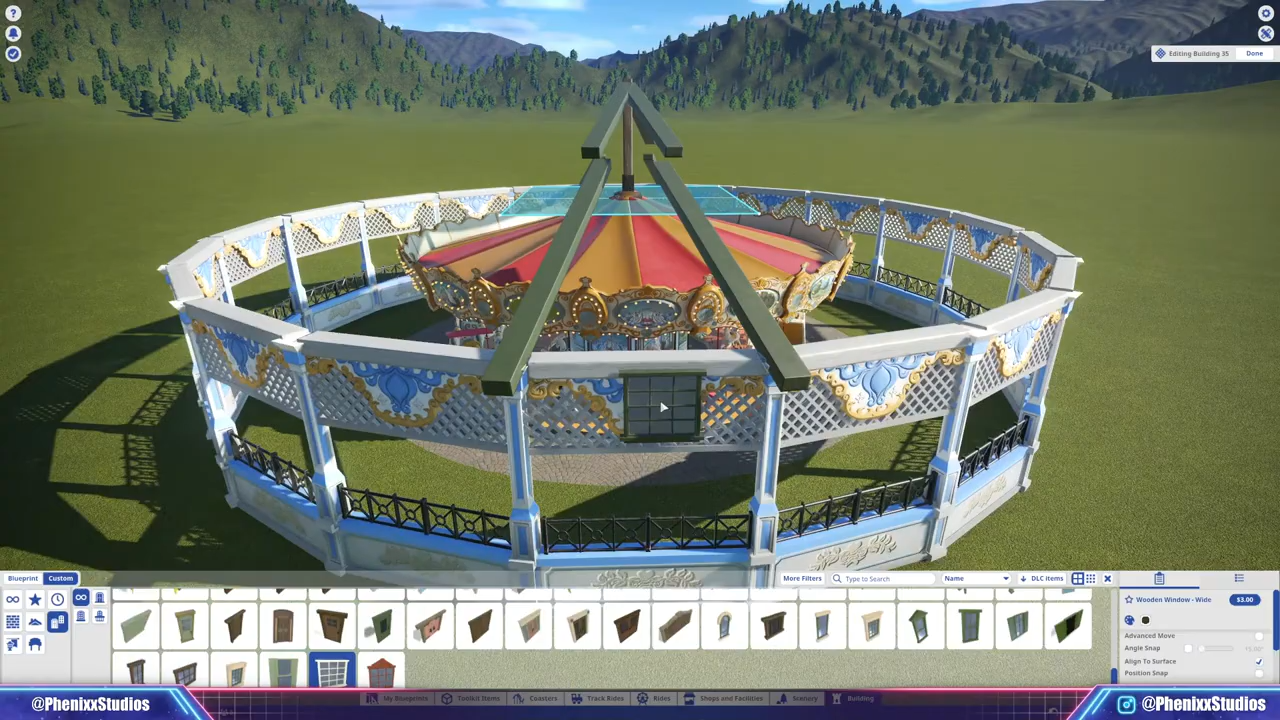 ?
Editing Building 35
Done
Blueprint
Custom
More Filters
Type to Search
Name
DLC items
Wooden Window - Wide
$3.00
Advanced Move
Angle Snap
Align To Surface
Position Snap
@PhenixxStudios
My Blueprints
Toolkit Items
Coasters
Track Rides
Rides
Shops and Facilities
Scenery
Building
@PhenixxStudios